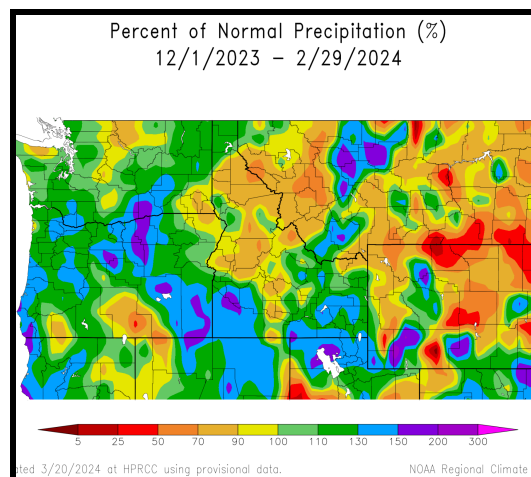 Percent of Normal Precipitation (%)
12/1/2023 – 2/29/2024
5 25 50 70 90 100 110 130 150 200 300
ated 3/20/2024 at HPRCC using provisional data. NOAA Regional Climate